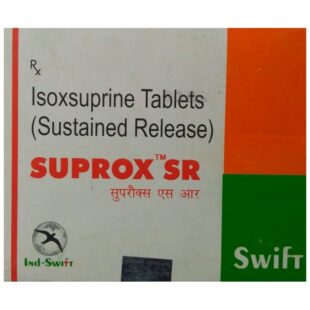 Rx
Isoxsuprine Tablets
(Sustained Release)
SUPROX™ SR
सुप्रौक्स एस आर
IND-SWIFT
SWIFT